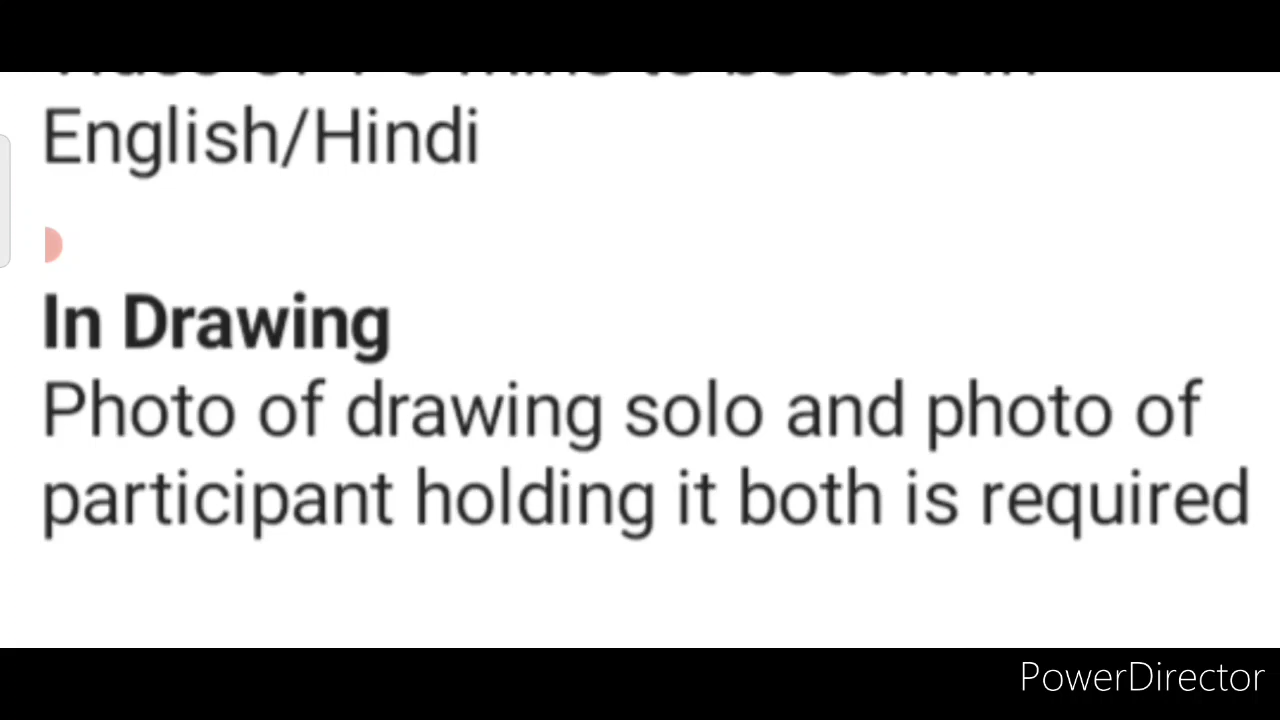 English/Hindi
In Drawing
Photo of drawing solo and photo of
participant holding it both is required
PowerDirector